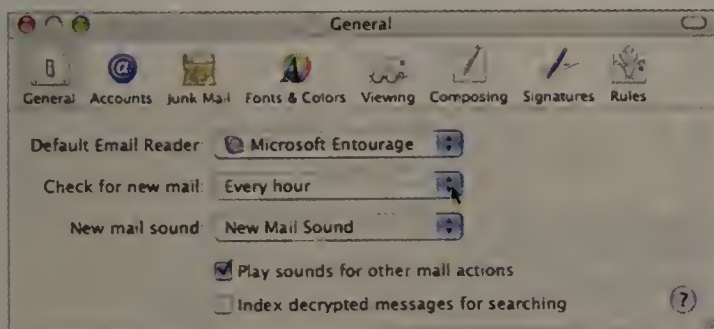 General
General Accounts Junk Mail Fonts & Colors Viewing Composing Signatures Rules
Default Email Reader: Microsoft Entourage
Check for new mail: Every hour
New mail sound: New Mail Sound
Play sounds for other mail actions
Index decrypted messages for searching
?